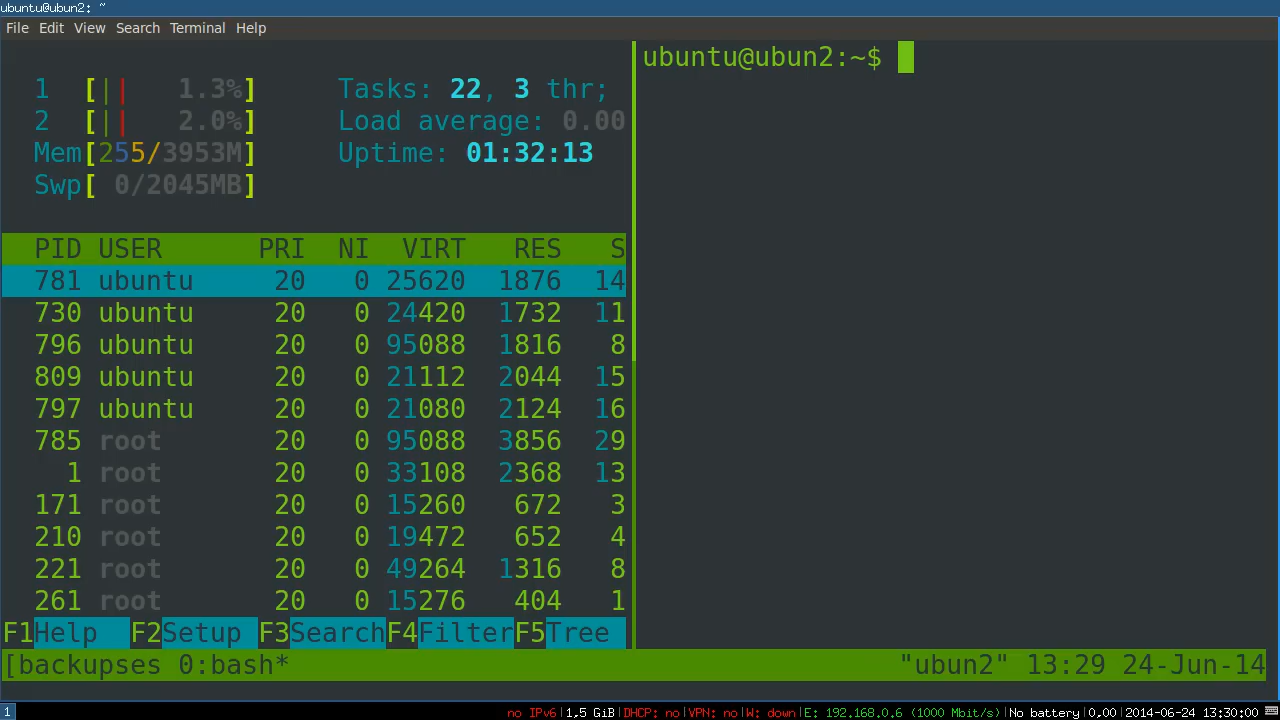 ubuntu@ubun2: ~
File Edit View Search Terminal Help
1 [|| 1.3%] Tasks: 22, 3 thr;
2 [|| 2.0%] Load average: 0.00
Mem[255/3953M] Uptime: 01:32:13
Swp[ 0/2045MB]
PID USER PRI NI VIRT RES S
781 ubuntu 20 0 25620 1876 14
730 ubuntu 20 0 24420 1732 11
796 ubuntu 20 0 95088 1816 8
809 ubuntu 20 0 21112 2044 15
797 ubuntu 20 0 21080 2124 16
785 root 20 0 95088 3856 29
1 root 20 0 33108 2368 13
171 root 20 0 15260 672 3
210 root 20 0 19472 652 4
221 root 20 0 49264 1316 8
261 root 20 0 15276 404 1
F1Help F2Setup F3SearchF4FilterF5Tree
ubuntu@ubun2:~$
[backupses 0:bash* "ubun2" 13:29 24-Jun-14
1 no IPv6|1,5 GiB|DHCP: no|VPN: no|W: down|E: 192.168.0.6 (1000 Mbit/s)|No battery|0.00|2014-06-24 13:30:00